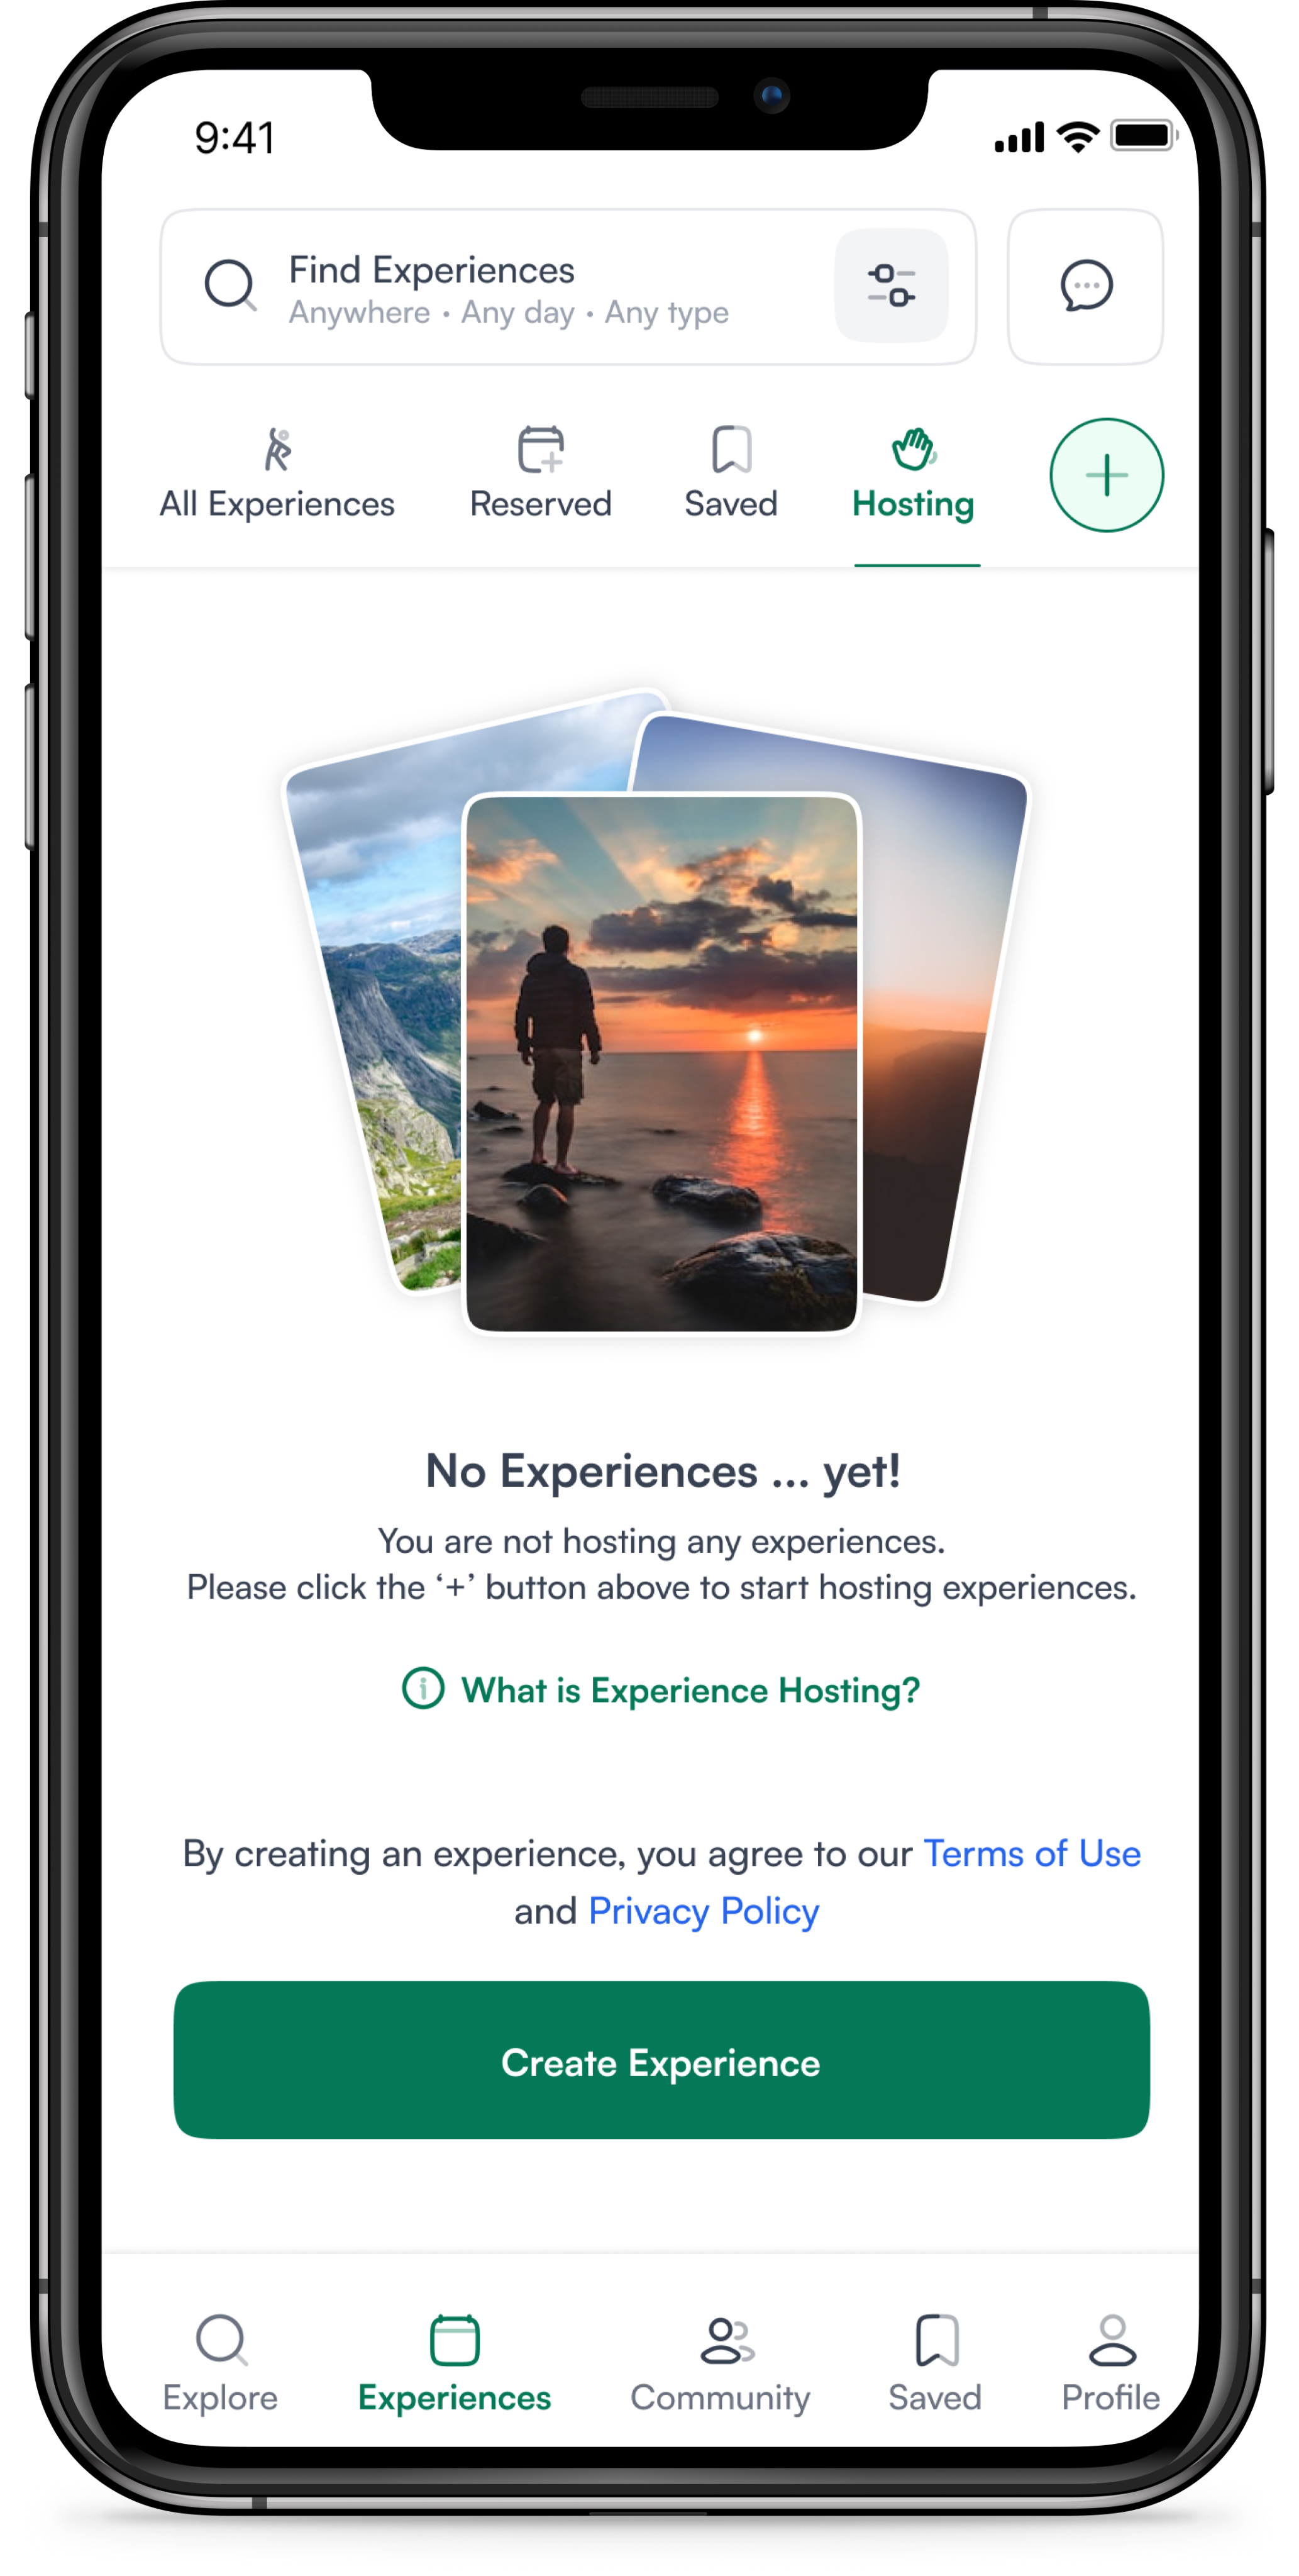 9:41
Find Experiences
Anywhere • Any day • Any type
All Experiences
Reserved
Saved
Hosting
No Experiences ... yet!
You are not hosting any experiences.
Please click the ‘+’ button above to start hosting experiences.
What is Experience Hosting?
By creating an experience, you agree to our Terms of Use
and Privacy Policy
Create Experience
Explore
Experiences
Community
Saved
Profile